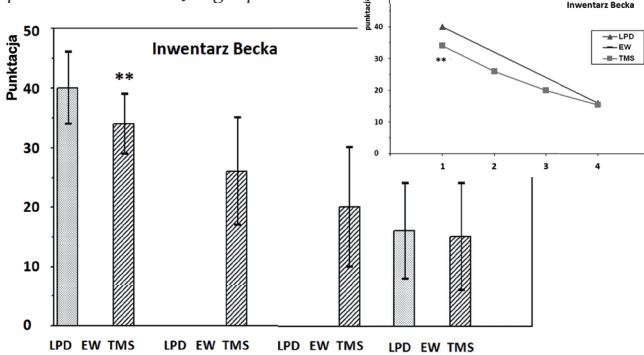 Inwentarz Becka
Punktacja
**
50
40
30
20
10
0
LPD EW TMS LPD EW TMS LPD EW TMS LPD EW TMS
Inwentarz Becka
punktacja
40
30
20
10
0
**
LPD
EW
TMS
1 2 3 4